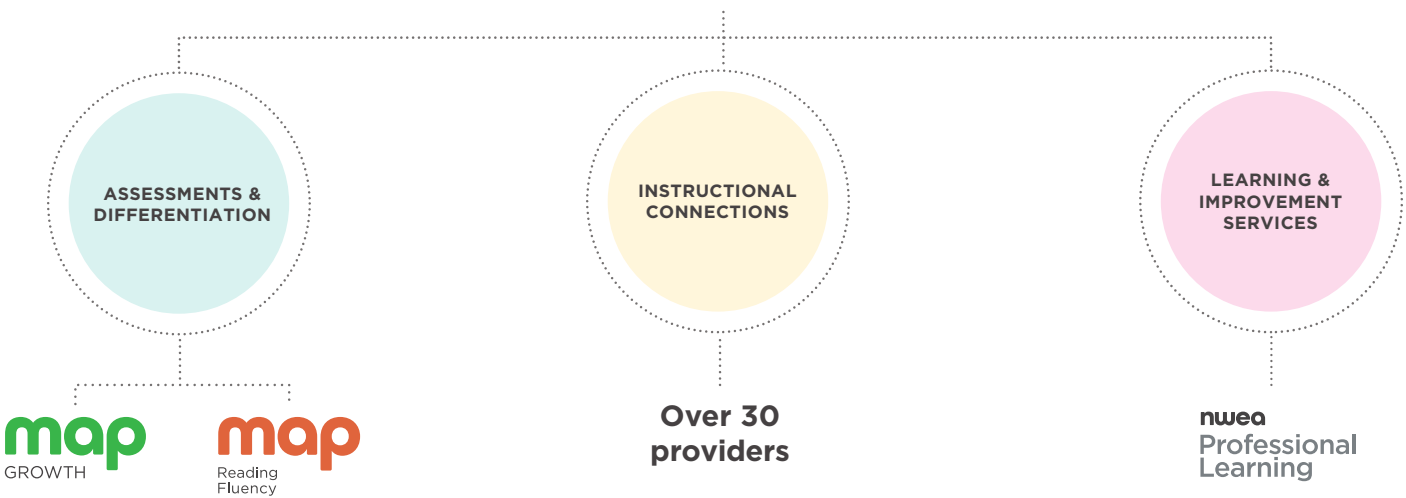 ASSESSMENTS &
DIFFERENTIATION
INSTRUCTIONAL
CONNECTIONS
LEARNING &
IMPROVEMENT
SERVICES
map
GROWTH
map
Reading
Fluency
Over 30
providers
nwea
Professional
Learning